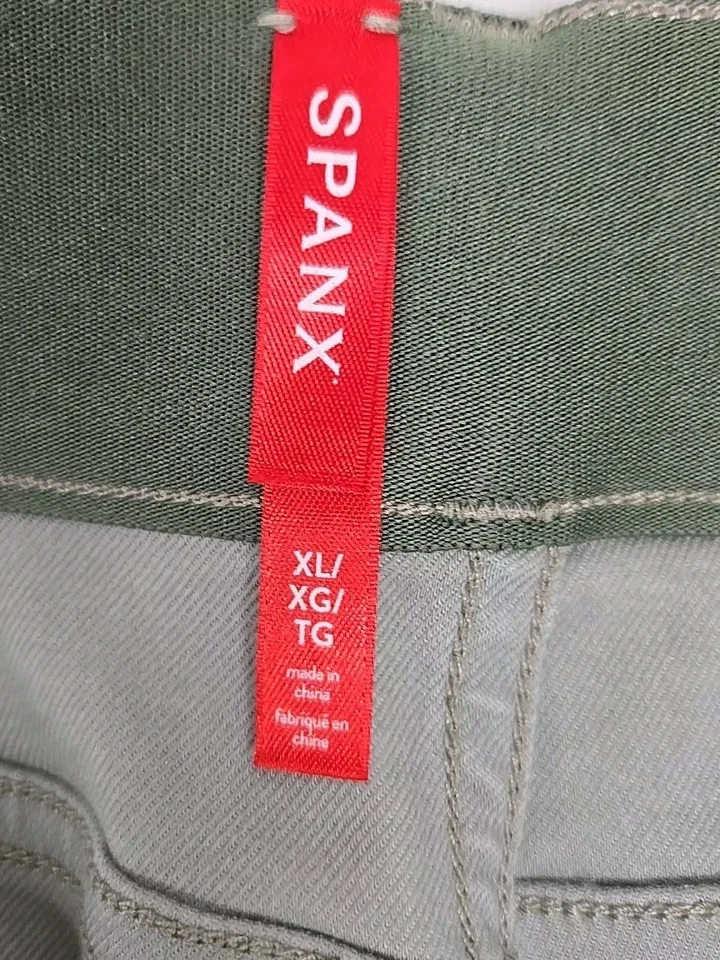 SPANX
XL/
XG/
TG
made in
china
fabriqué en
chine